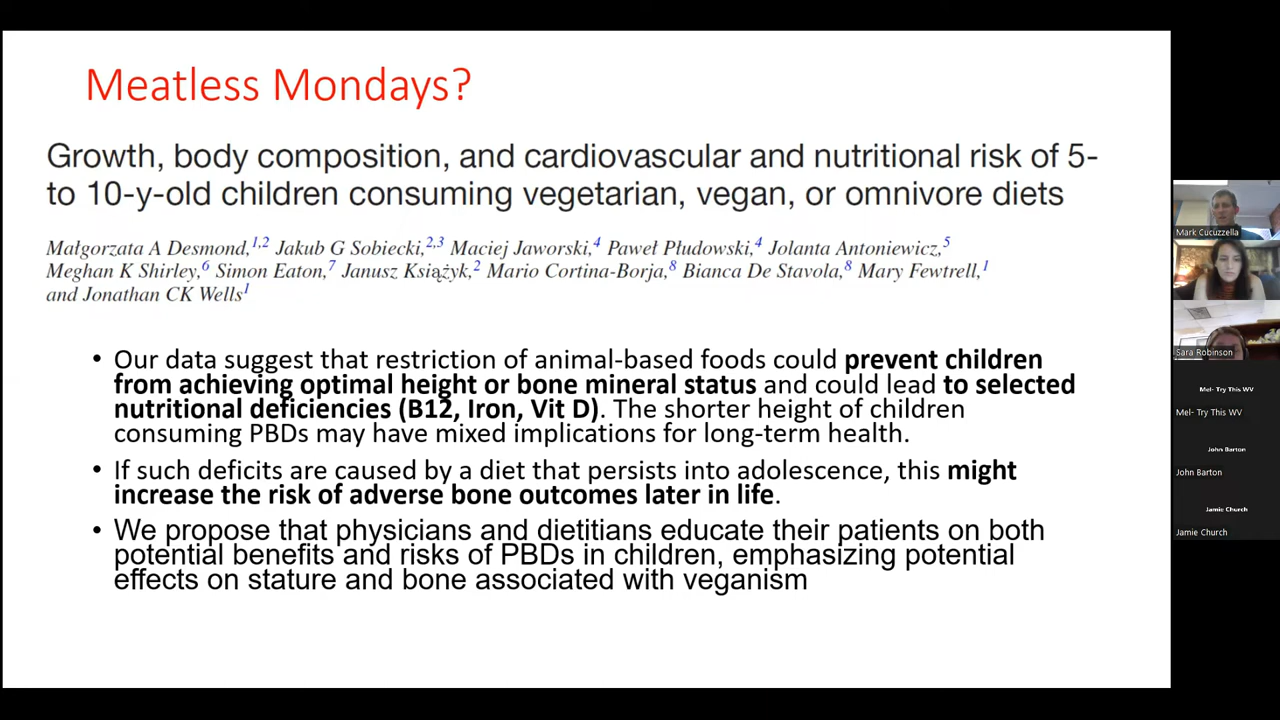 Meatless Mondays?
Growth, body composition, and cardiovascular and nutritional risk of 5-
to 10-y-old children consuming vegetarian, vegan, or omnivore diets
Małgorzata A Desmond,1,2 Jakub G Sobiecki,2,3 Maciej Jaworski,4 Paweł Płudowski,4 Jolanta Antoniewicz,5
Meghan K Shirley,6 Simon Eaton,7 Janusz Książyk,2 Mario Cortina-Borja,8 Bianca De Stavola,8 Mary Fewtrell,1
and Jonathan CK Wells1
• Our data suggest that restriction of animal-based foods could prevent children
from achieving optimal height or bone mineral status and could lead to selected
nutritional deficiencies (B12, Iron, Vit D). The shorter height of children
consuming PBDs may have mixed implications for long-term health.
• If such deficits are caused by a diet that persists into adolescence, this might
increase the risk of adverse bone outcomes later in life.
• We propose that physicians and dietitians educate their patients on both
potential benefits and risks of PBDs in children, emphasizing potential
effects on stature and bone associated with veganism
Mark Cucuzzella
Sara Robinson
Mel- Try This WV
Mel- Try This WV
John Barton
John Barton
Jamie Church
Jamie Church